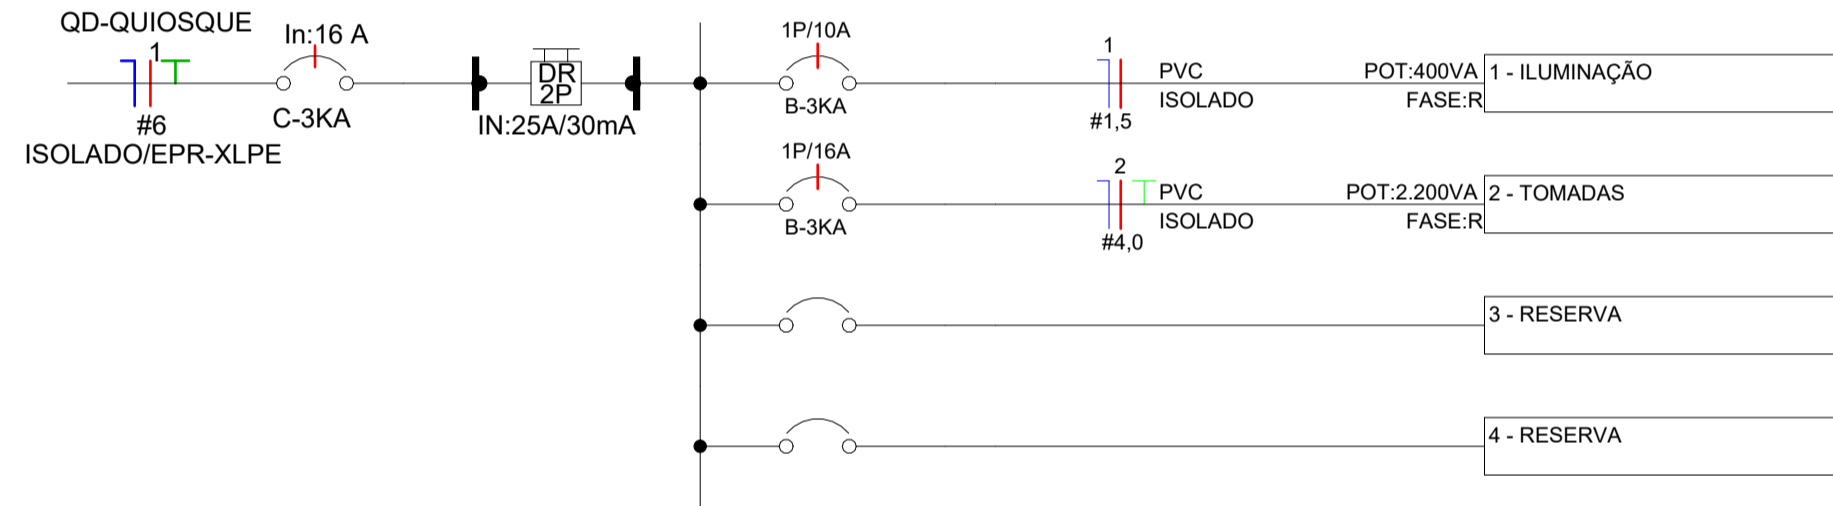 QD-QUIOSQUE
1
#6
ISOLADO/EPR-XLPE
In:16 A
C-3KA
DR
2P
IN:25A/30mA
1P/10A
B-3KA
1
#1,5
PVC
ISOLADO
POT:400VA
FASE:R
1 - ILUMINAÇÃO
1P/16A
B-3KA
2
#4,0
PVC
ISOLADO
POT:2.200VA
FASE:R
2 - TOMADAS
3 - RESERVA
4 - RESERVA